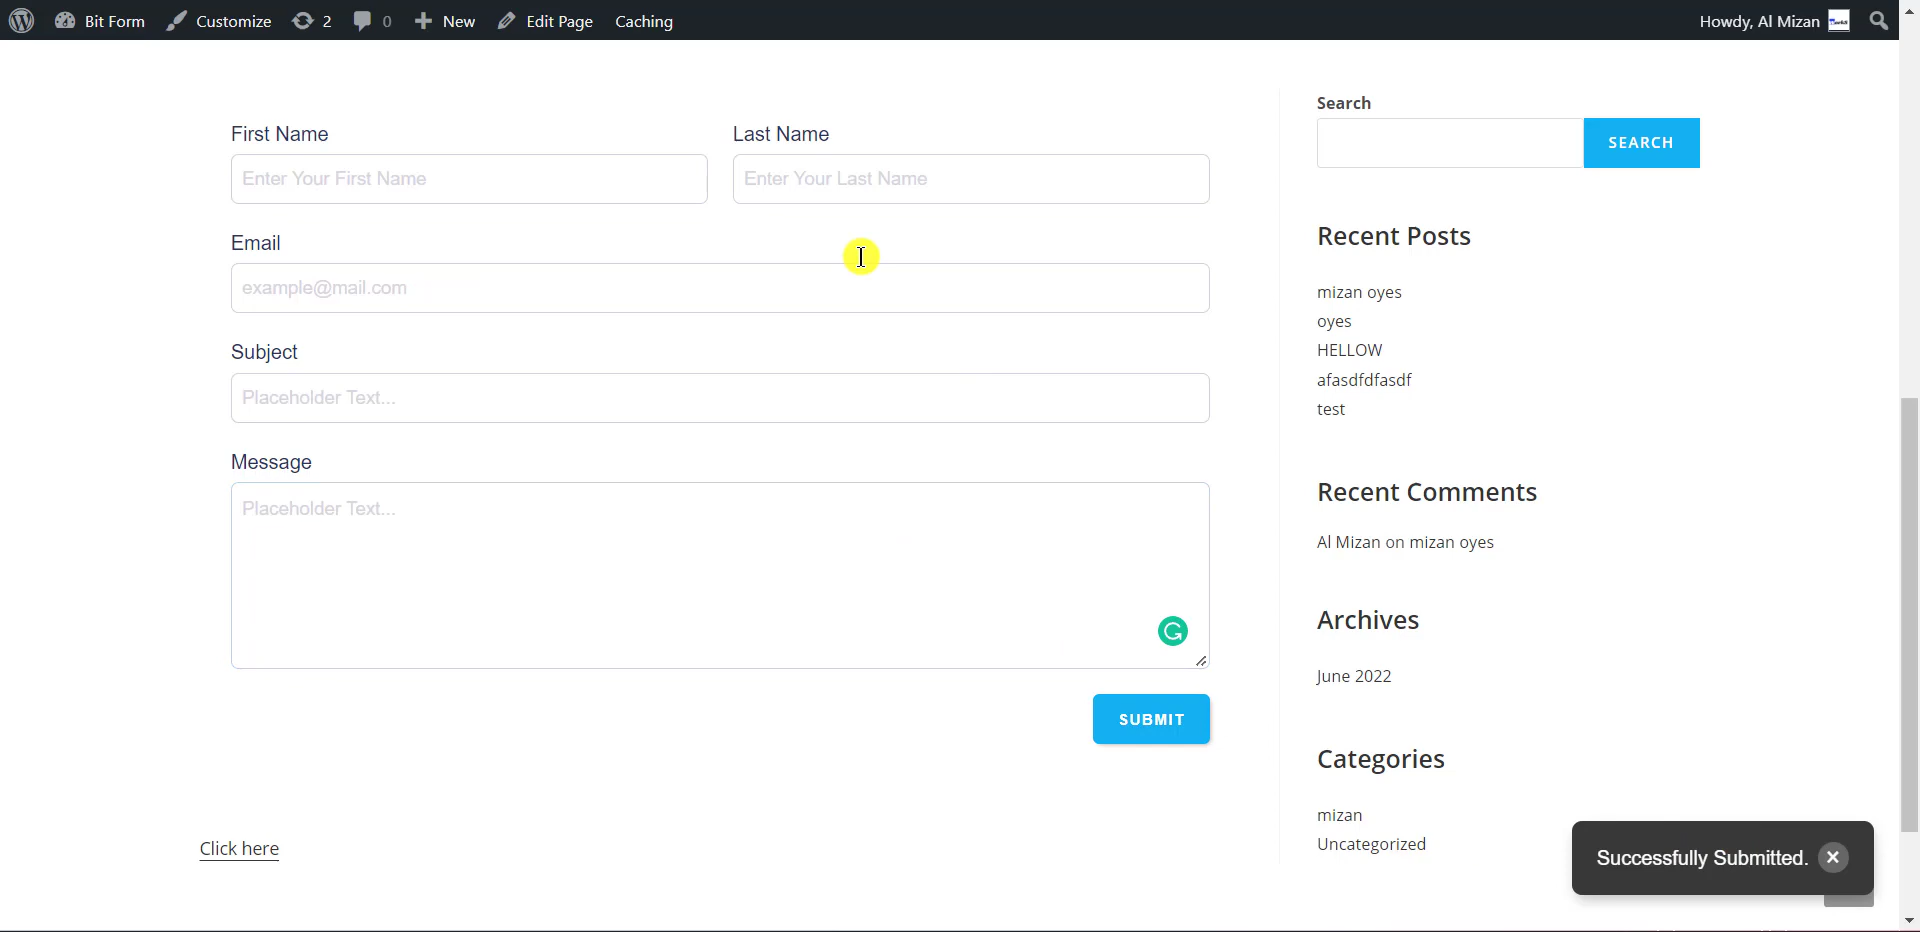 Bit Form Customize 2 0 New Edit Page Caching Howdy, Al Mizan
First Name
Enter Your First Name
Last Name
Enter Your Last Name
Email
example@mail.com
Subject
Placeholder Text...
Message
Placeholder Text...
SUBMIT
Click here
Search
SEARCH
Recent Posts
mizan oyes
oyes
HELLOW
afasdfdfasdf
test
Recent Comments
Al Mizan on mizan oyes
Archives
June 2022
Categories
mizan
Uncategorized
Successfully Submitted.